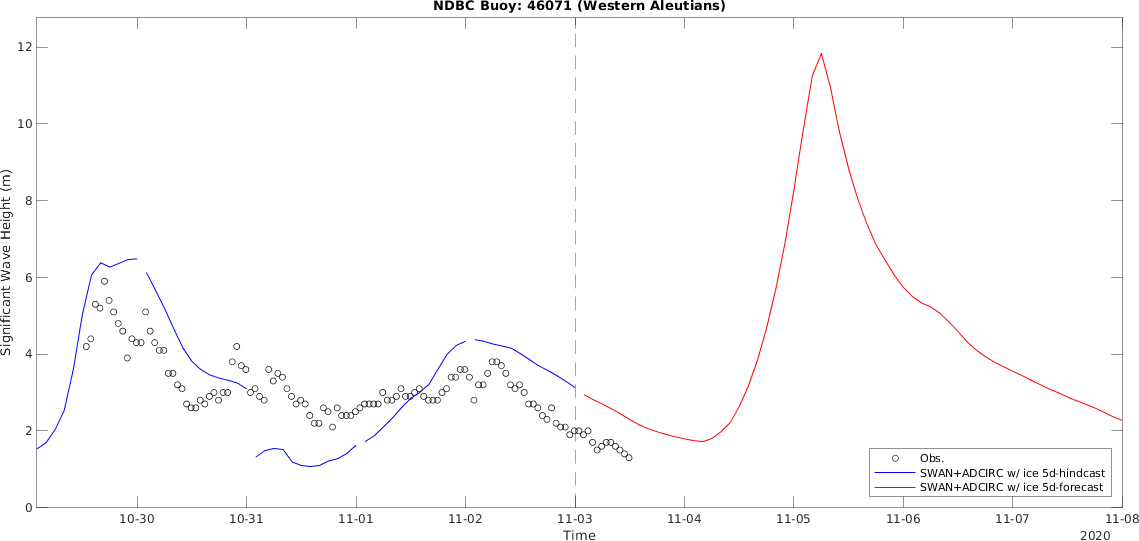 NDBC Buoy: 46071 (Western Aleutians)
Significant Wave Height (m)
12
10
8
6
4
2
0
Obs.
SWAN+ADCIRC w/ ice 5d-hindcast
SWAN+ADCIRC w/ ice 5d-forecast
10-30 10-31 11-01 11-02 11-03 11-04 11-05 11-06 11-07 11-08
Time
2020